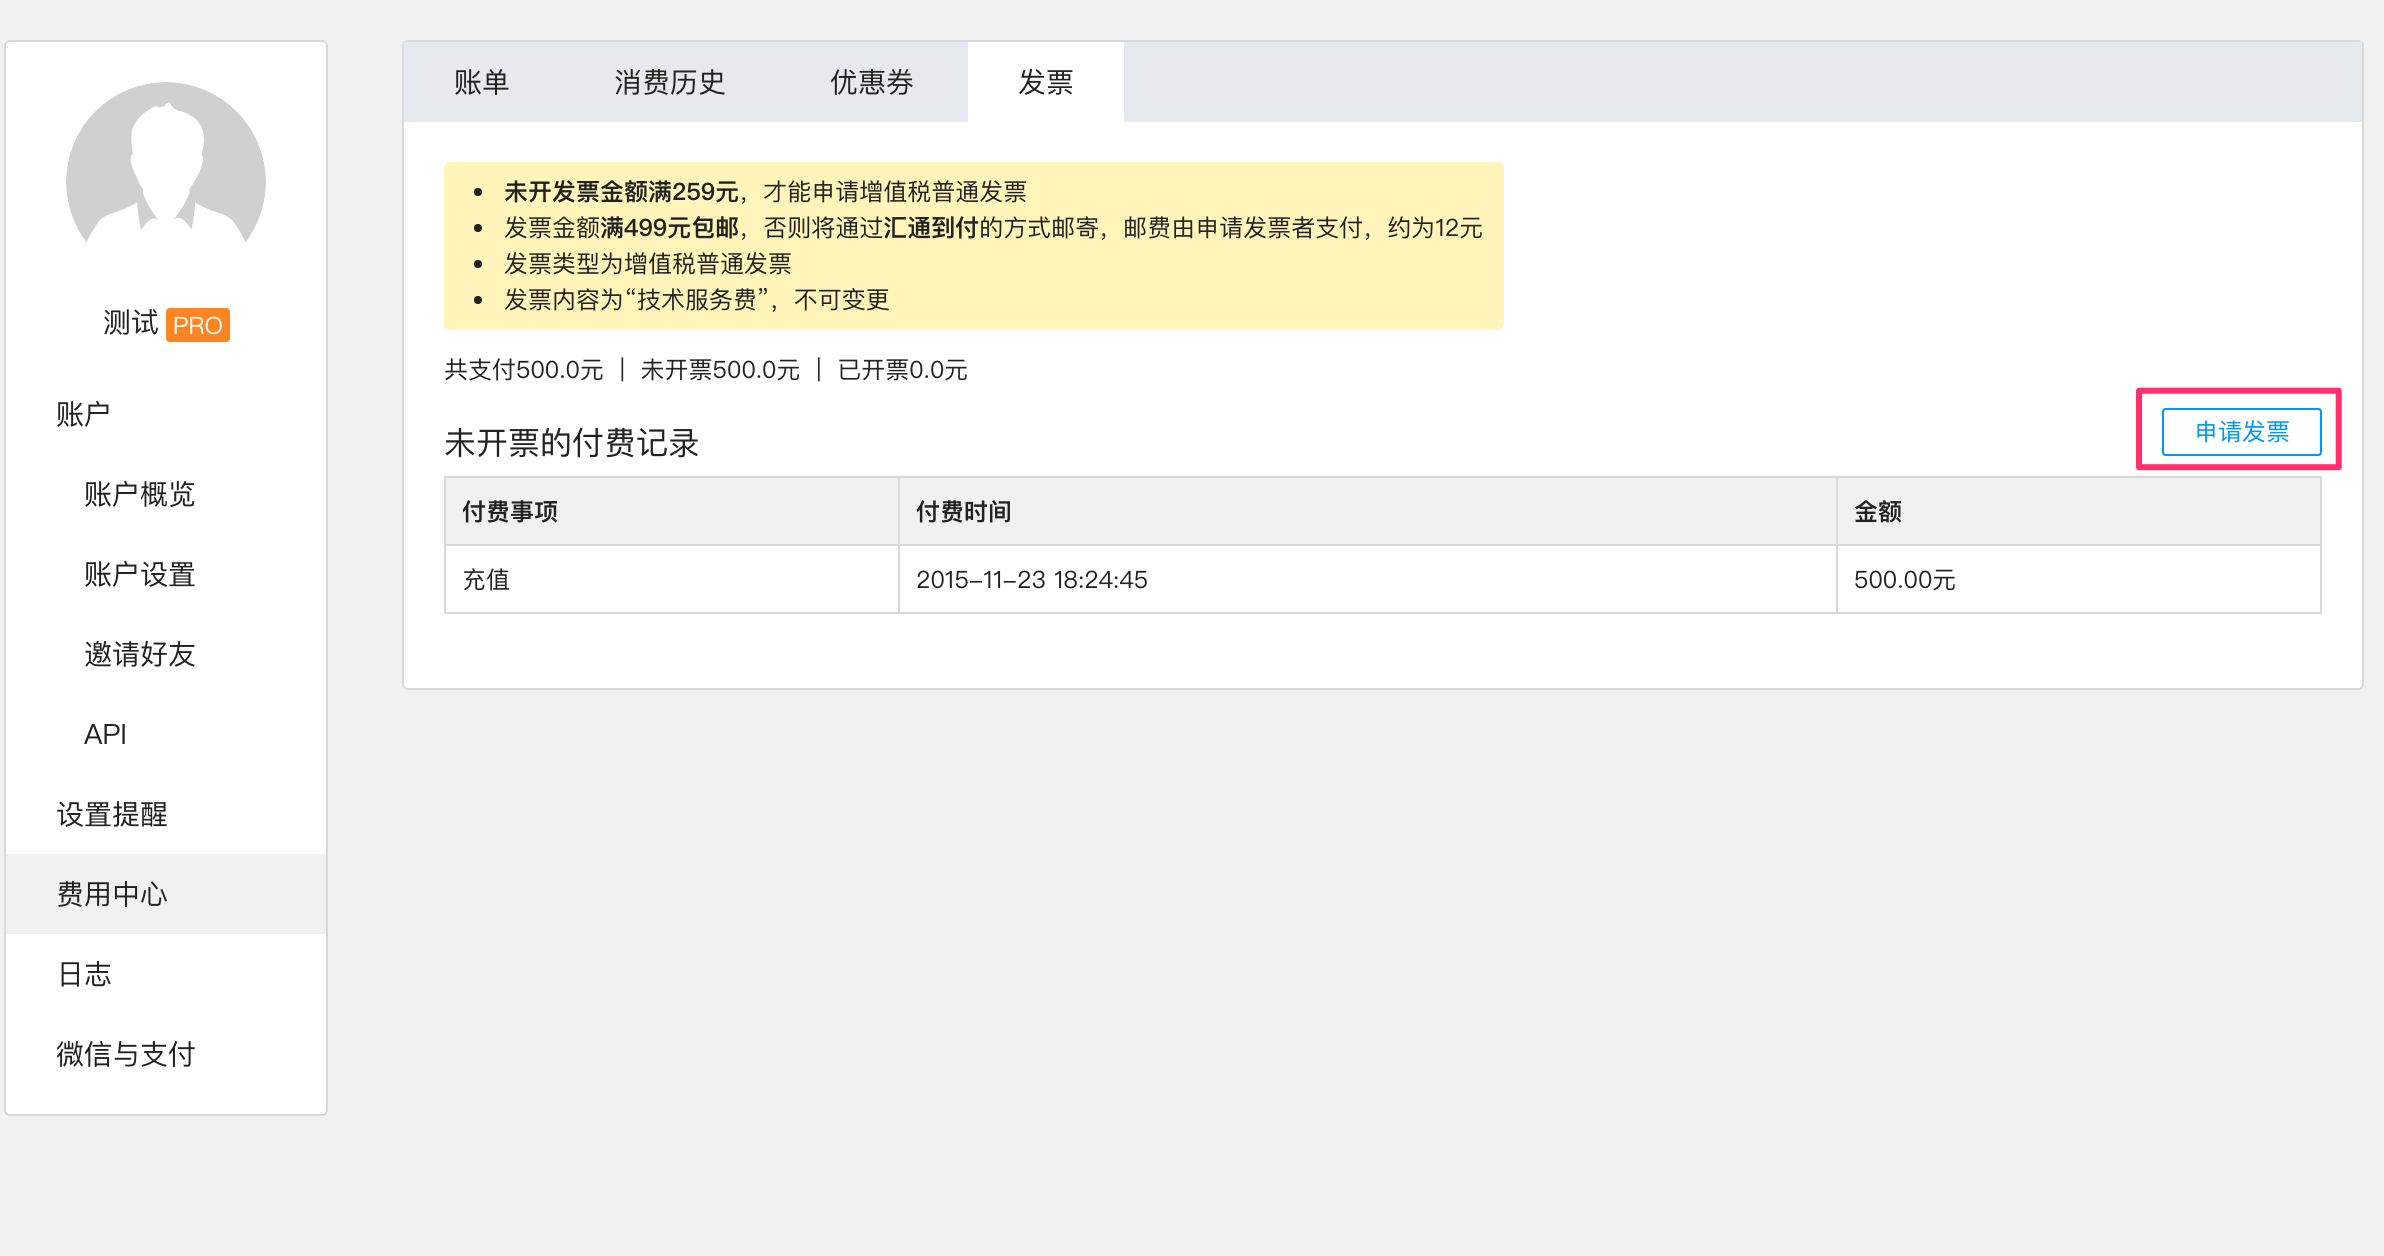 测试 PRO
账户
账户概览
账户设置
邀请好友
API
设置提醒
费用中心
日志
微信与支付
账单 消费历史 优惠券 发票
• 未开发票金额满259元，才能申请增值税普通发票
• 发票金额满499元包邮，否则将通过汇通到付的方式邮寄，邮费由申请发票者支付，约为12元
• 发票类型为增值税普通发票
• 发票内容为“技术服务费”，不可变更
共支付500.0元 | 未开票500.0元 | 已开票0.0元
未开票的付费记录 申请发票
付费事项 付费时间 金额
充值 2015-11-23 18:24:45 500.00元